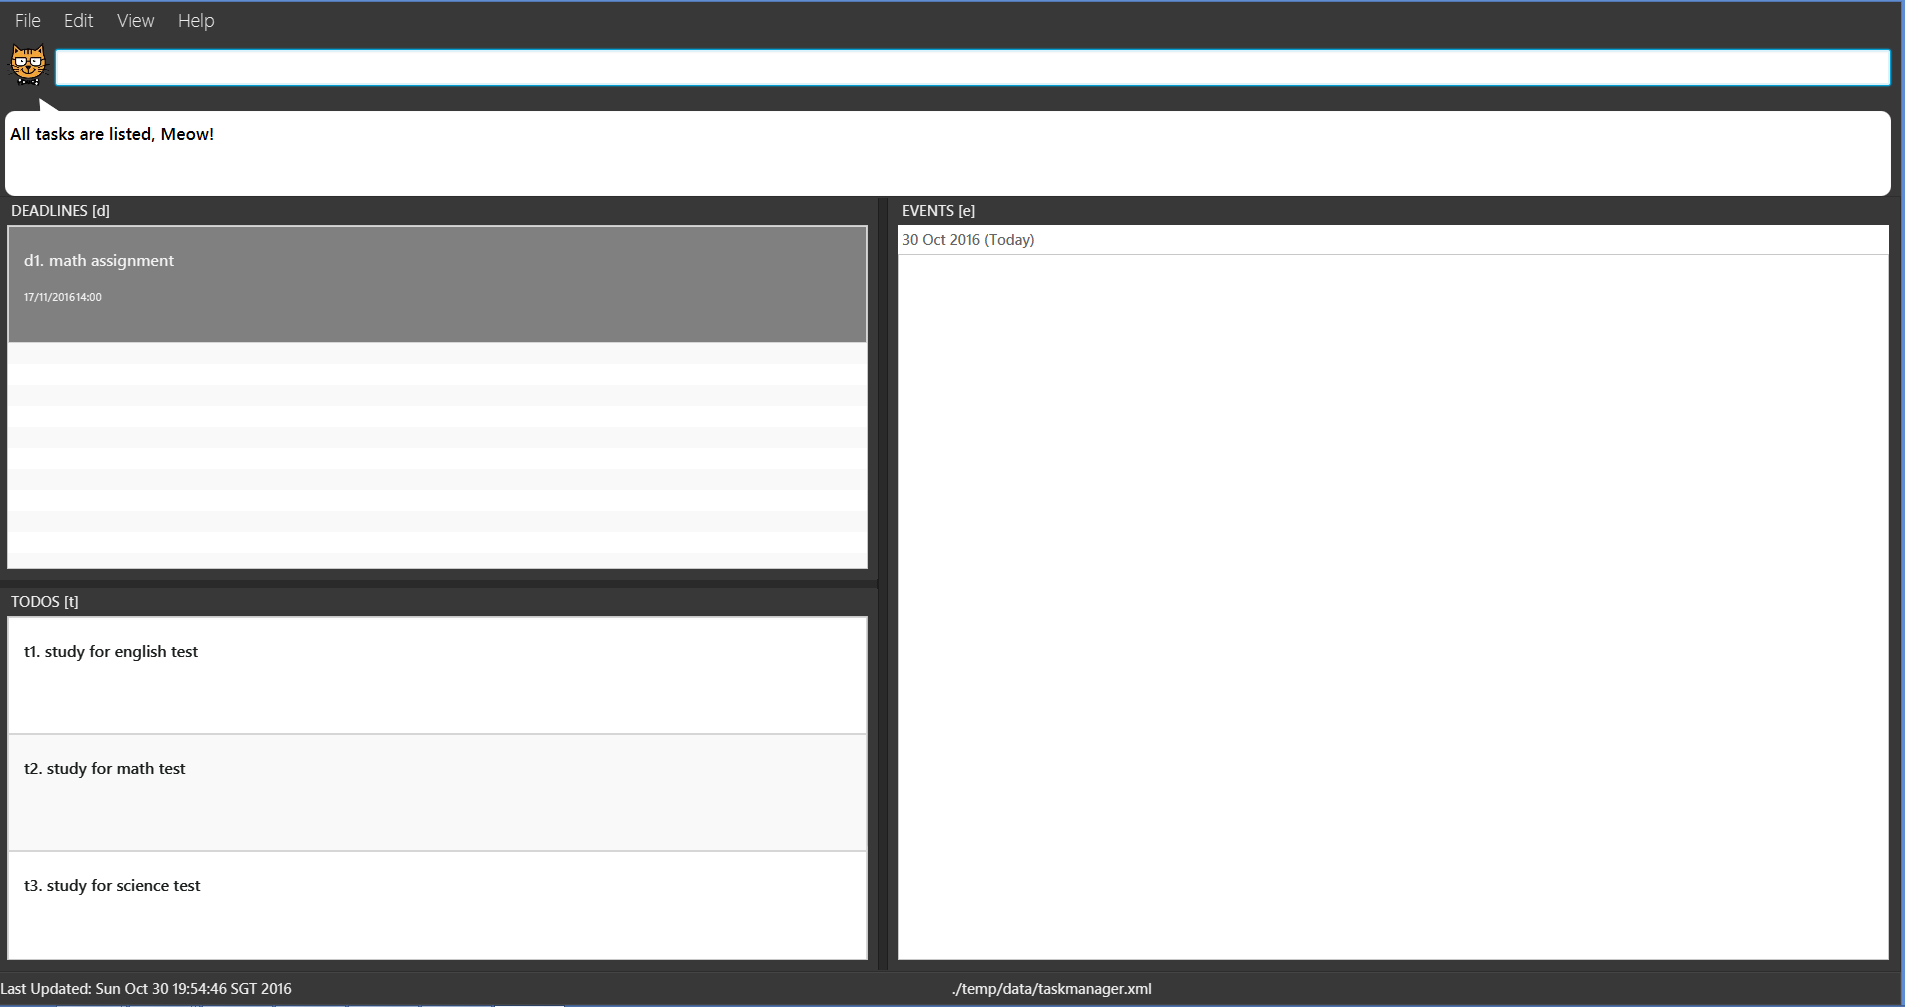 File Edit View Help
All tasks are listed, Meow!
DEADLINES [d]
d1. math assignment
17/11/201614:00
TODOS [t]
t1. study for english test
t2. study for math test
t3. study for science test
EVENTS [e]
30 Oct 2016 (Today)
Last Updated: Sun Oct 30 19:54:46 SGT 2016
./temp/data/taskmanager.xml